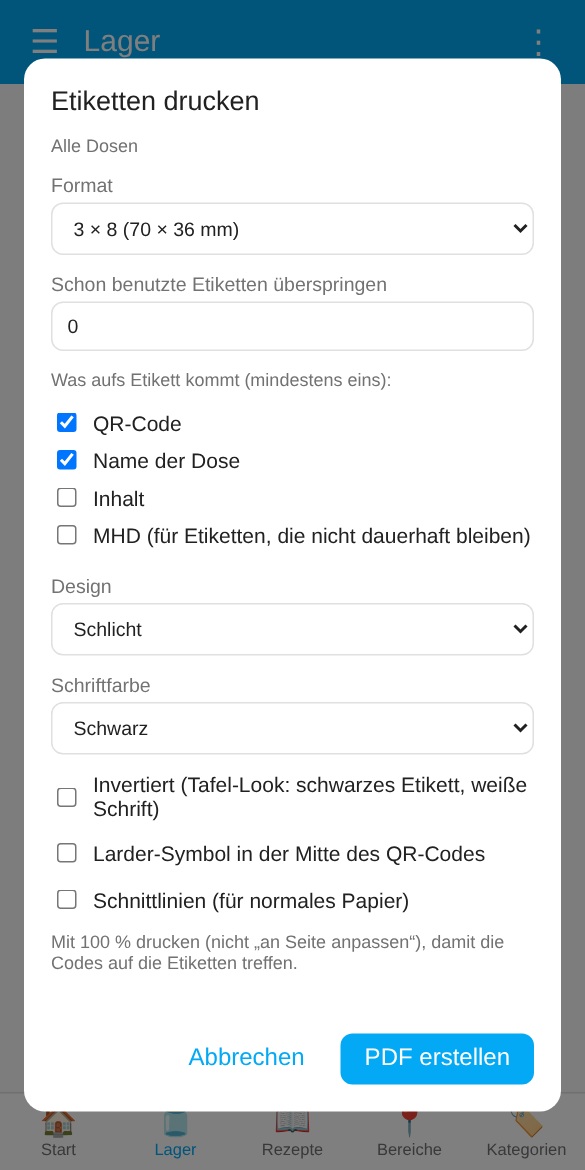 ☰ Lager ⋮
Etiketten drucken
Alle Dosen
Format
3 × 8 (70 × 36 mm)
Schon benutzte Etiketten überspringen
0
Was aufs Etikett kommt (mindestens eins):
QR-Code
Name der Dose
Inhalt
MHD (für Etiketten, die nicht dauerhaft bleiben)
Design
Schlicht
Schriftfarbe
Schwarz
Invertiert (Tafel-Look: schwarzes Etikett, weiße
Schrift)
Larder-Symbol in der Mitte des QR-Codes
Schnittlinien (für normales Papier)
Mit 100 % drucken (nicht „an Seite anpassen“), damit die
Codes auf die Etiketten treffen.
Abbrechen PDF erstellen
Start Lager Rezepte Bereiche Kategorien